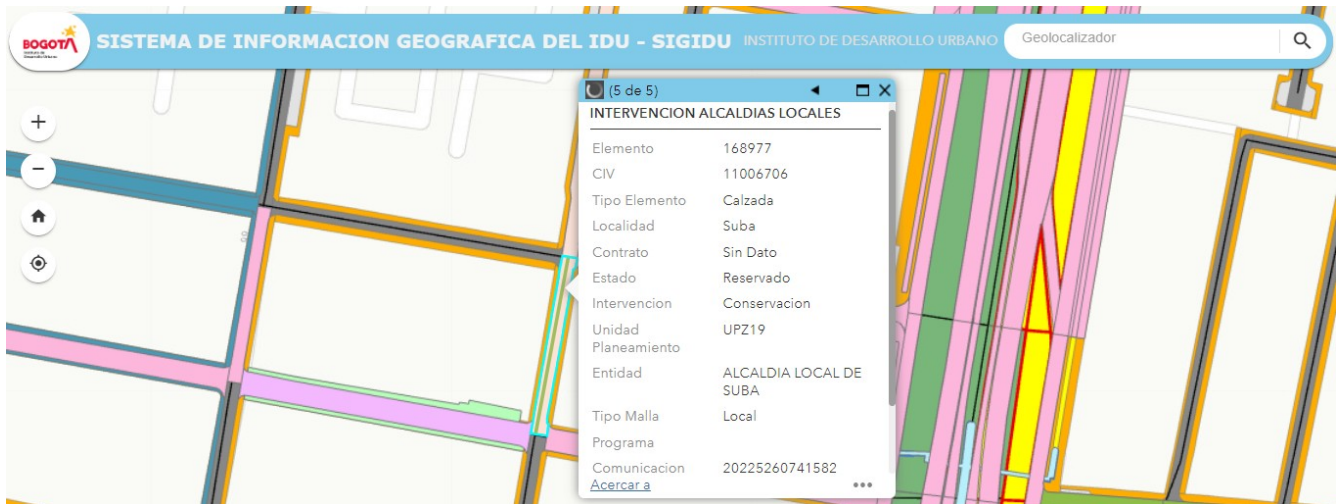 BOGOTÁ
SISTEMA DE INFORMACION GEOGRAFICA DEL IDU - SIGIDU INSTITUTO DE DESARROLLO URBANO Geolocalizador
(5 de 5)
INTERVENCION ALCALDIAS LOCALES
Elemento 168977
CIV 11006706
Tipo Elemento Calzada
Localidad Suba
Contrato Sin Dato
Estado Reservado
Intervencion Conservacion
Unidad UPZ19
Planeamiento
Entidad ALCALDIA LOCAL DE
SUBA
Tipo Malla Local
Programa
Comunicacion 20225260741582
Acercar a